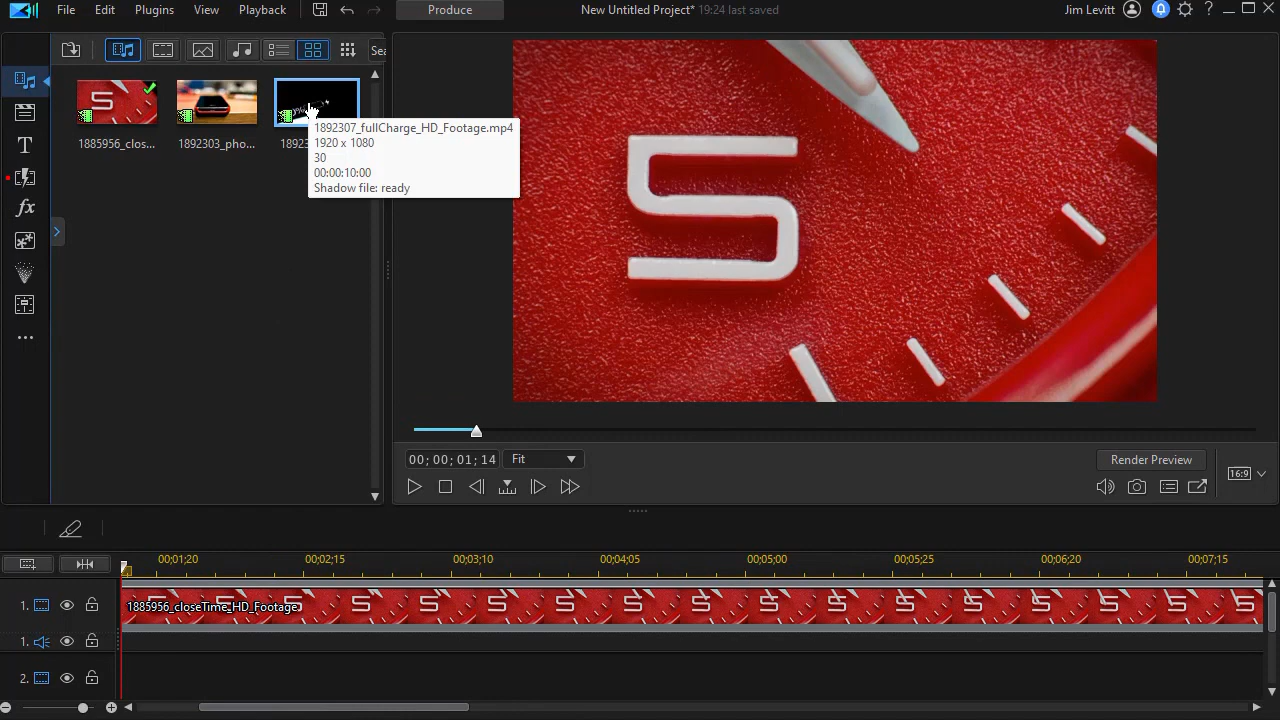 File Edit Plugins View Playback Produce New Untitled Project* 19:24 last saved Jim Levitt ?
Sea
1885956_clos... 1892303_pho...
1892307_fullCharge_HD_Footage.mp4
1920 x 1080
30
00:00:10:00
Shadow file: ready
T
fx
5
00; 00; 01; 14 Fit Render Preview 16:9
00;01;20 00;02;15 00;03;10 00;04;05 00;05;00 00;05;25 00;06;20 00;07;15
1. 1885956_closeTime_HD_Footage
1.
2.